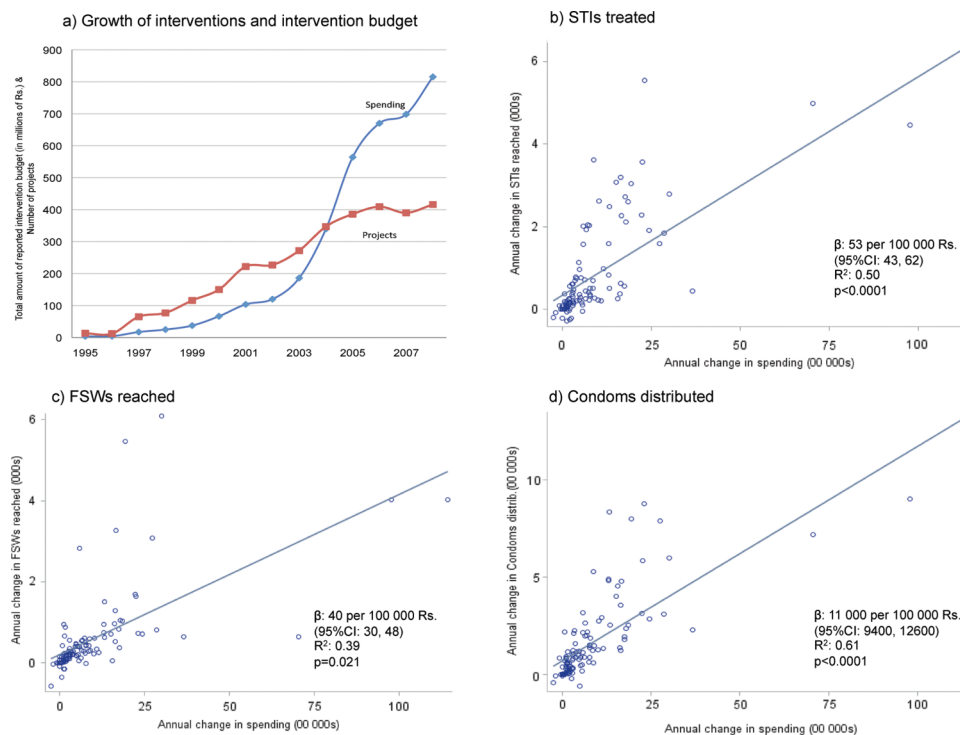 a) Growth of interventions and intervention budget
Total amount of reported intervention budget (in millions of Rs.) &
Number of projects
900
800
700
600
500
400
300
200
100
0
Spending
Projects
1995
1997
1999
2001
2003
2005
2007
b) STIs treated
Annual change in STIs reached (000s)
6
4
2
0
β: 53 per 100 000 Rs.
(95%CI: 43, 62)
R²: 0.50
p<0.0001
0
25
50
75
100
Annual change in spending (00 000s)
c) FSWs reached
Annual change in FSWs reached (000s)
6
4
2
0
β: 40 per 100 000 Rs.
(95%CI: 30, 48)
R²: 0.39
p=0.021
0
25
50
75
100
Annual change in spending (00 000s)
d) Condoms distributed
Annual change in Condoms distrib.(00 000s)
10
5
0
β: 11 000 per 100 000 Rs.
(95%CI: 9400, 12600)
R²: 0.61
p<0.0001
0
25
50
75
100
Annual change in spending (00 000s)